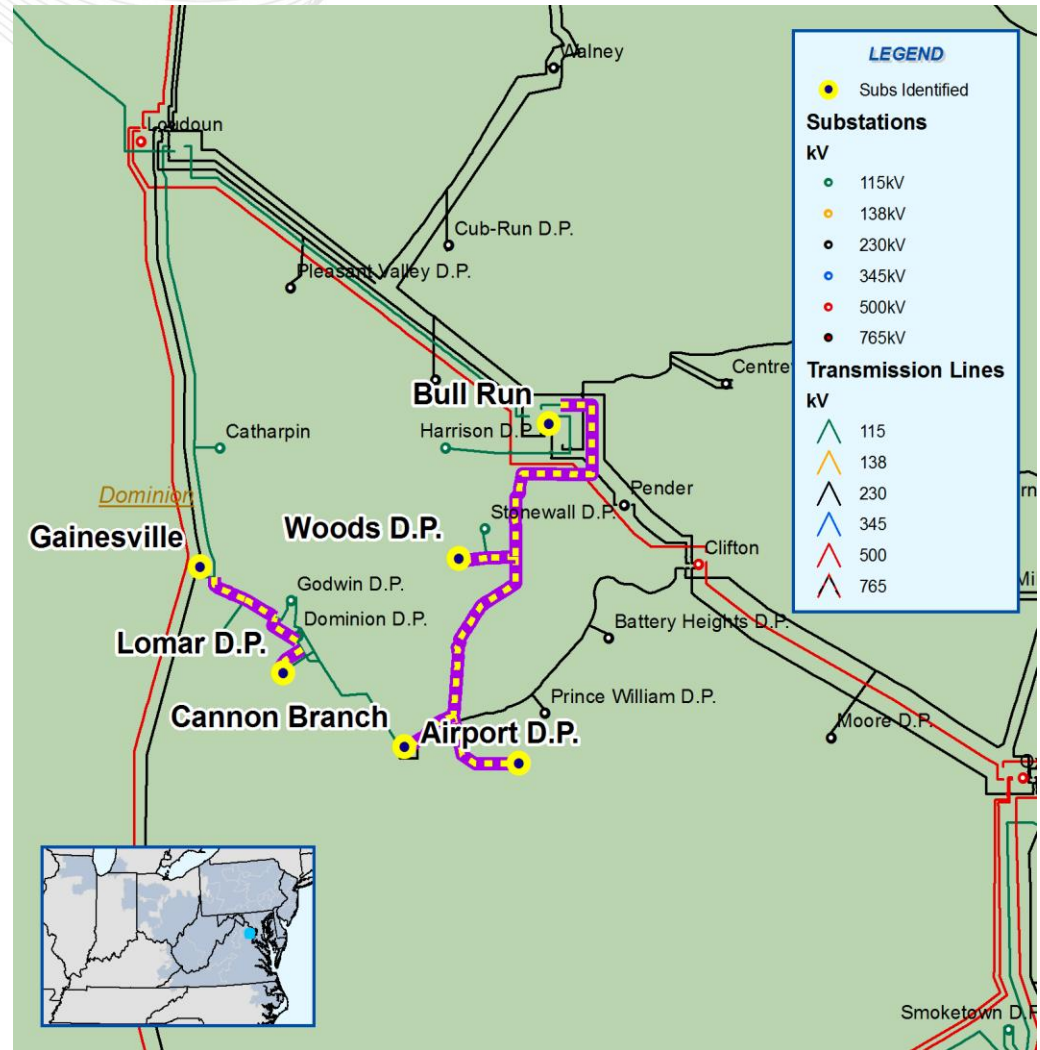 Walney
Loudoun
Cub-Run D.P.
Pleasant Valley D.P.
Bull Run
Harrison D.P.
Catharpin
Dominion
Pender
Stonewall D.P.
Woods D.P.
Gainesville
Clifton
Godwin D.P.
Dominion D.P.
Battery Heights D.P.
Lomar D.P.
Prince William D.P.
Cannon Branch
Airport D.P.
Moore D.P.
Smoketown D.P
LEGEND
Subs Identified
Substations
kV
115kV
138kV
230kV
345kV
500kV
765kV
Transmission Lines
kV
115
138
230
345
500
765